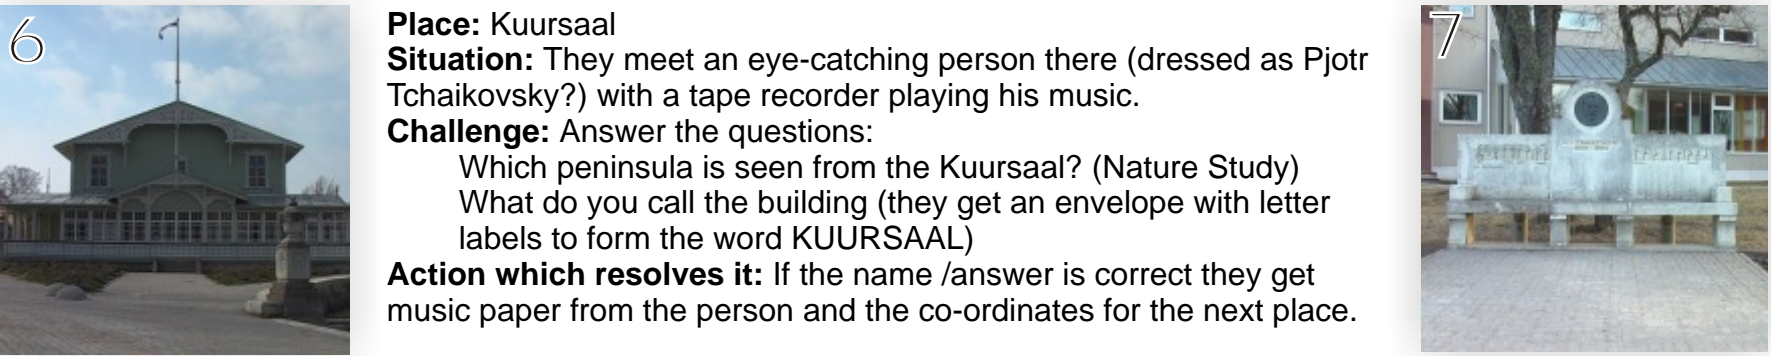 6
Place: Kuursaal
Situation: They meet an eye-catching person there (dressed as Pjotr
Tchaikovsky?) with a tape recorder playing his music.
Challenge: Answer the questions:
Which peninsula is seen from the Kuursaal? (Nature Study)
What do you call the building (they get an envelope with letter
labels to form the word KUURSAAL)
Action which resolves it: If the name /answer is correct they get
music paper from the person and the co-ordinates for the next place.
7